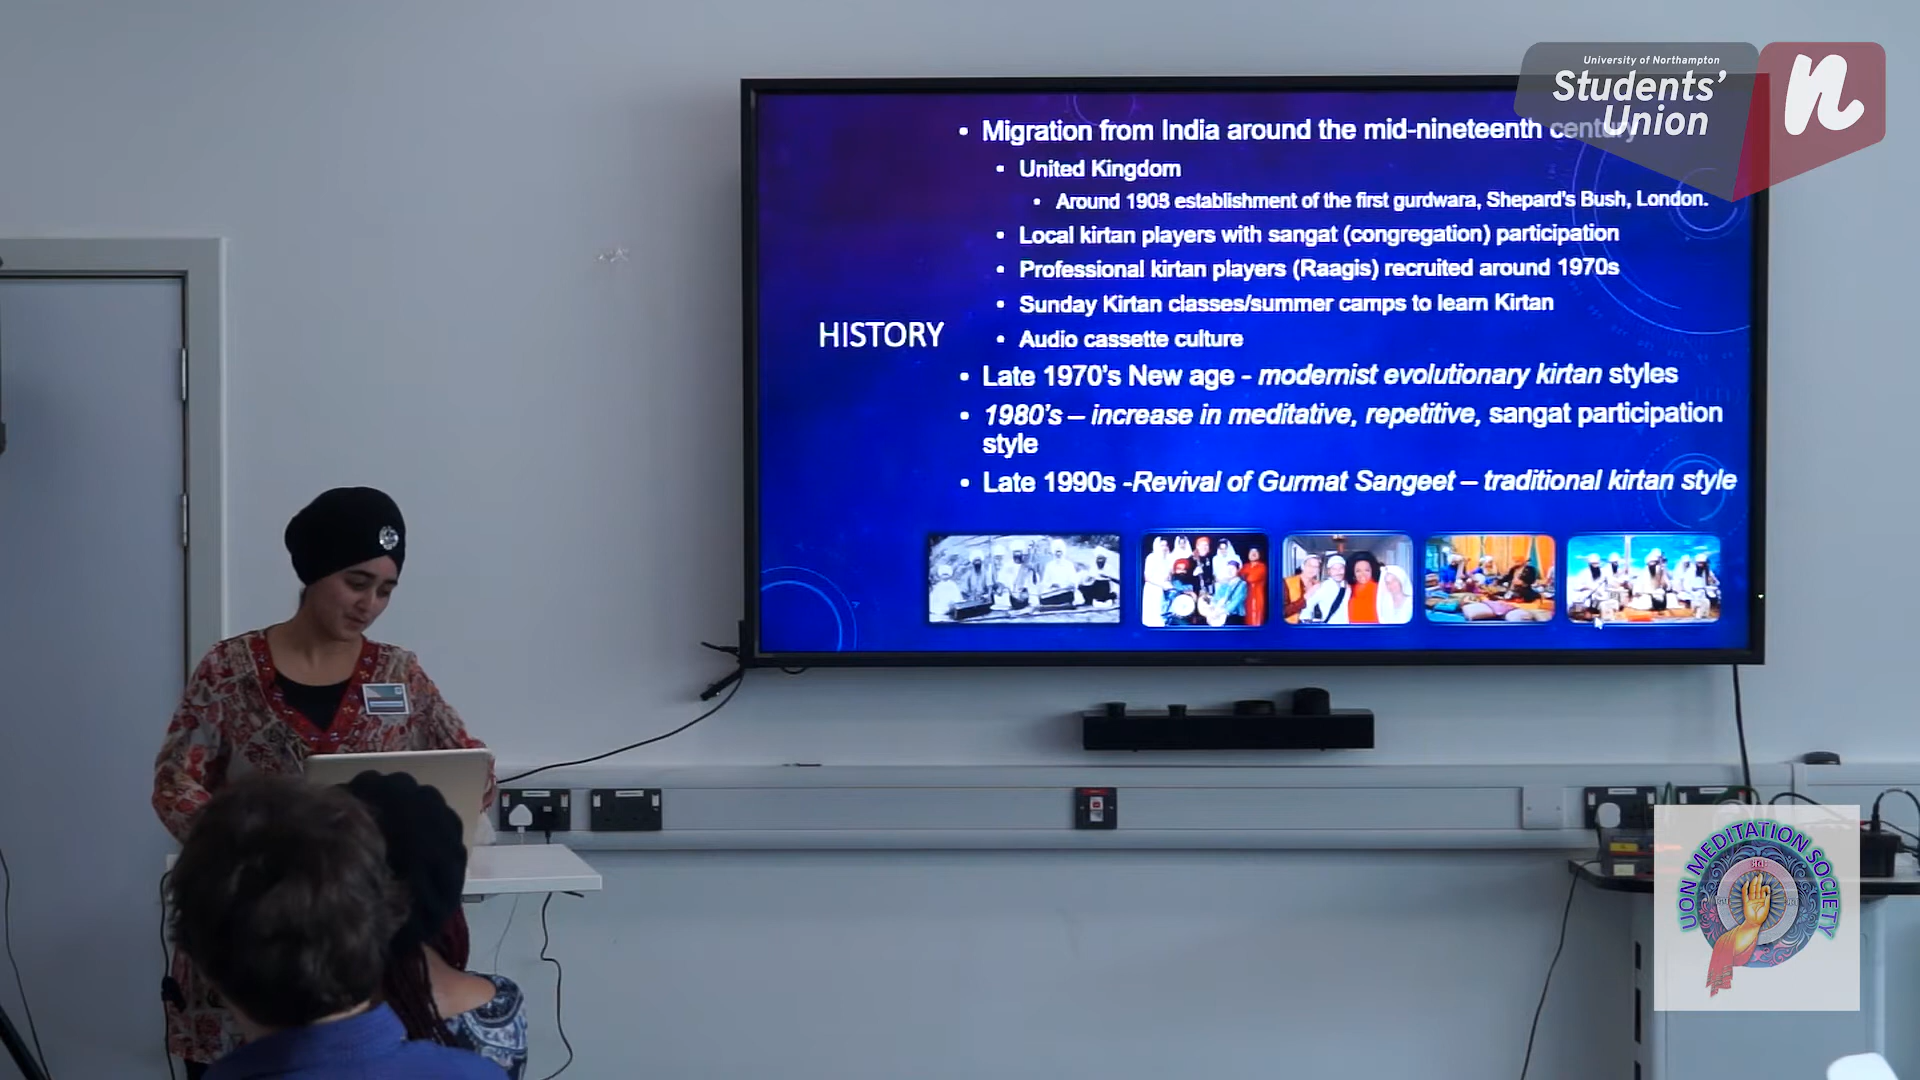 University of Northampton
Students'
Union
n
• Migration from India around the mid-nineteenth century
• United Kingdom
• Around 1908 establishment of the first gurdwara, Shepard's Bush, London.
• Local kirtan players with sangat (congregation) participation
• Professional kirtan players (Raagis) recruited around 1970s
• Sunday Kirtan classes/summer camps to learn Kirtan
HISTORY
• Audio cassette culture
• Late 1970's New age - modernist evolutionary kirtan styles
• 1980's – increase in meditative, repetitive, sangat participation
style
• Late 1990s -Revival of Gurmat Sangeet – traditional kirtan style
UON MEDITATION SOCIETY